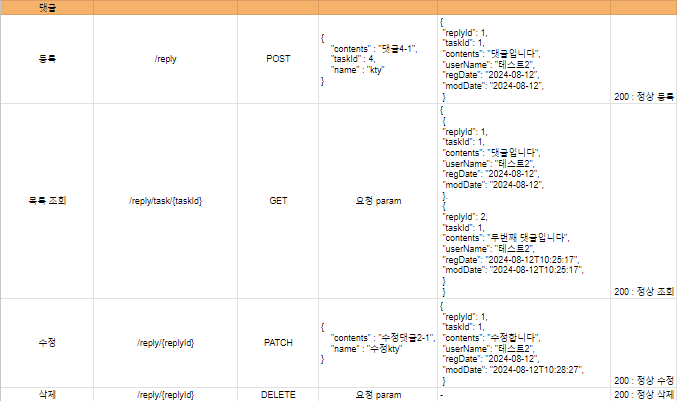 댓글
등록
/reply
POST
{
"contents" : "댓글4-1",
"taskId" : 4,
"name" : "kty"
}
{
"replyId": 1,
"taskId": 1,
"contents": "댓글입니다",
"userName": "테스트2",
"regDate": "2024-08-12",
"modDate": "2024-08-12",
}
200 : 정상 등록
목록 조회
/reply/task/{taskId}
GET
요청 param
{
{
"replyId": 1,
"taskId": 1,
"contents": "댓글입니다",
"userName": "테스트2",
"regDate": "2024-08-12",
"modDate": "2024-08-12",
},
{
"replyId": 2,
"taskId": 1,
"contents": "두번째 댓글입니다",
"userName": "테스트2",
"regDate": "2024-08-12T10:25:17",
"modDate": "2024-08-12T10:25:17",
}
}
200 : 정상 조회
수정
/reply/{replyId}
PATCH
{
"contents" : "수정댓글2-1",
"name" : "수정kty"
}
{
"replyId": 1,
"taskId": 1,
"contents": "수정합니다",
"userName": "테스트2",
"regDate": "2024-08-12",
"modDate": "2024-08-12T10:28:27",
}
200 : 정상 수정
삭제
/reply/{replyId}
DELETE
요청 param
-
200 : 정상 삭제